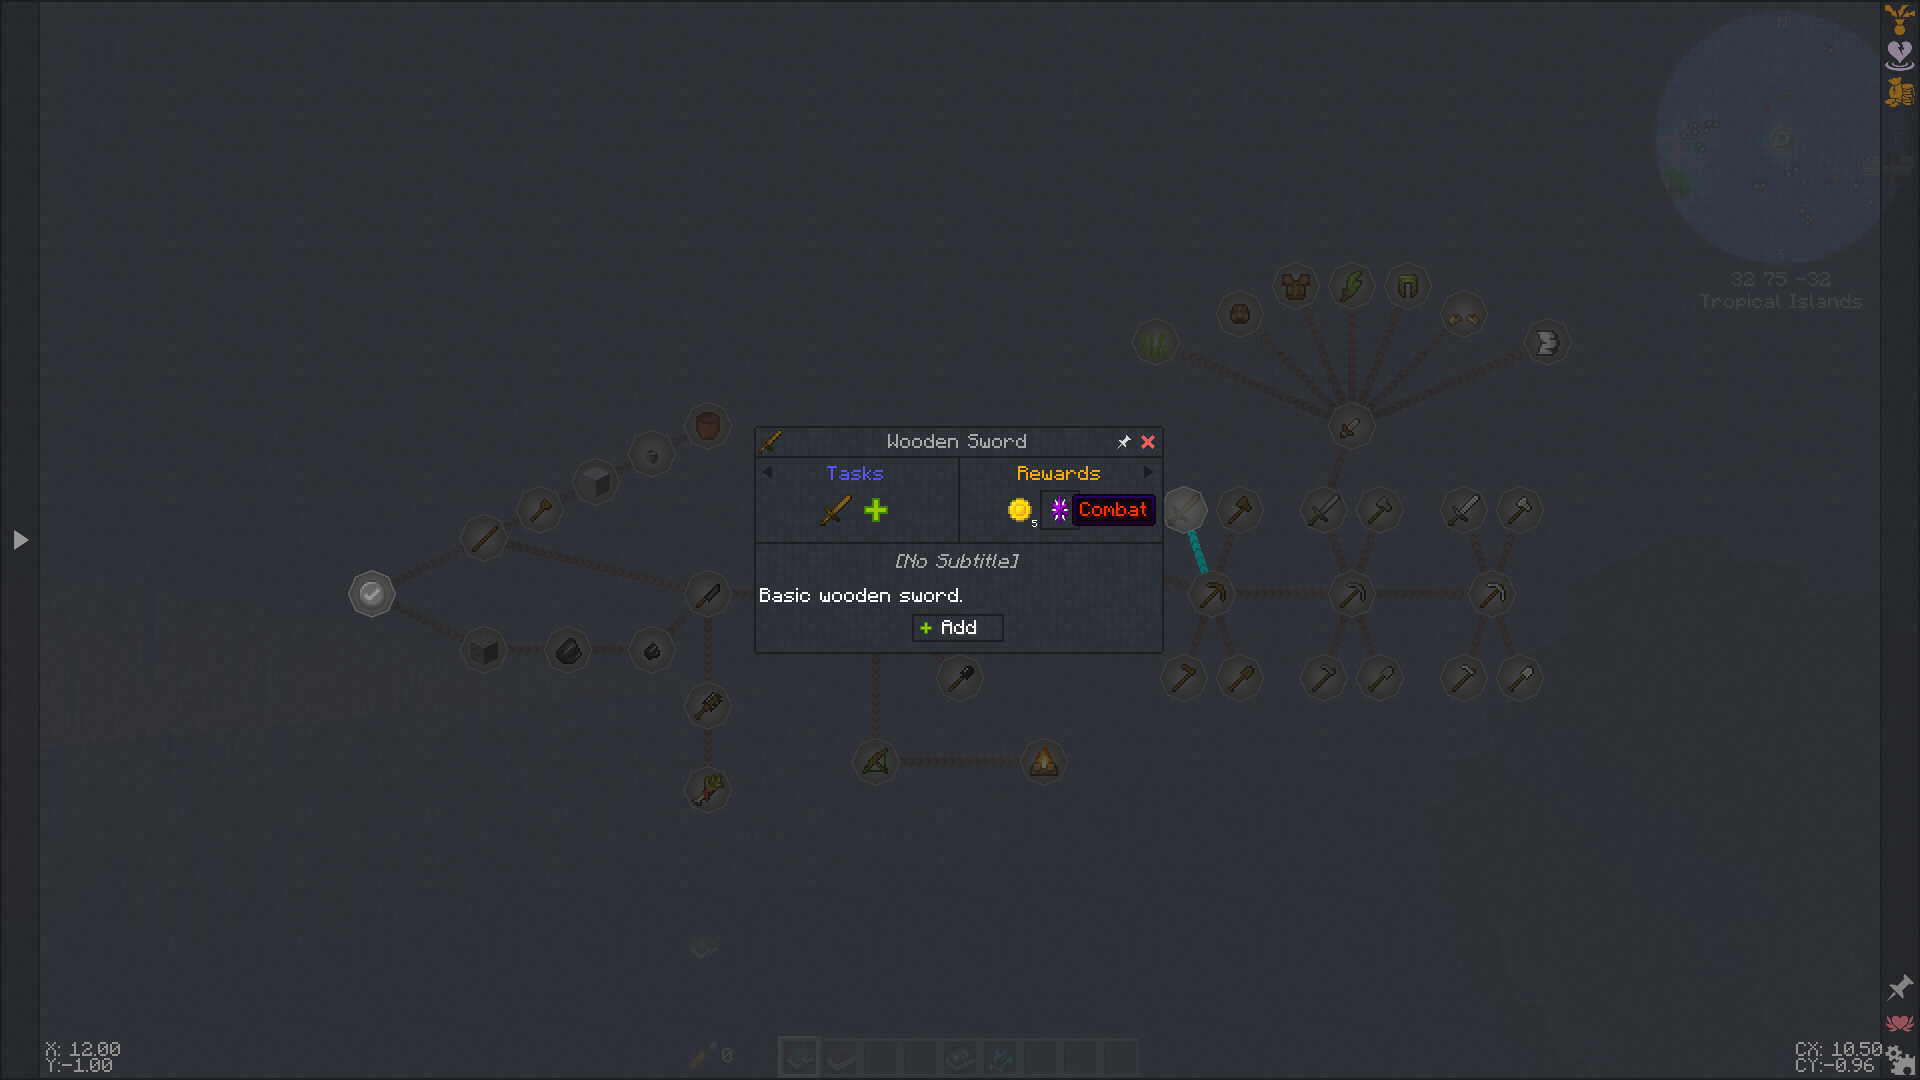 N
32 75 -32
Tropical Islands
Wooden Sword
Tasks
Rewards
5
Combat
[No Subtitle]
Basic wooden sword.
Add
S
X: 12.00
Y:-1.00
0
CX: 10.50
CY:-0.96